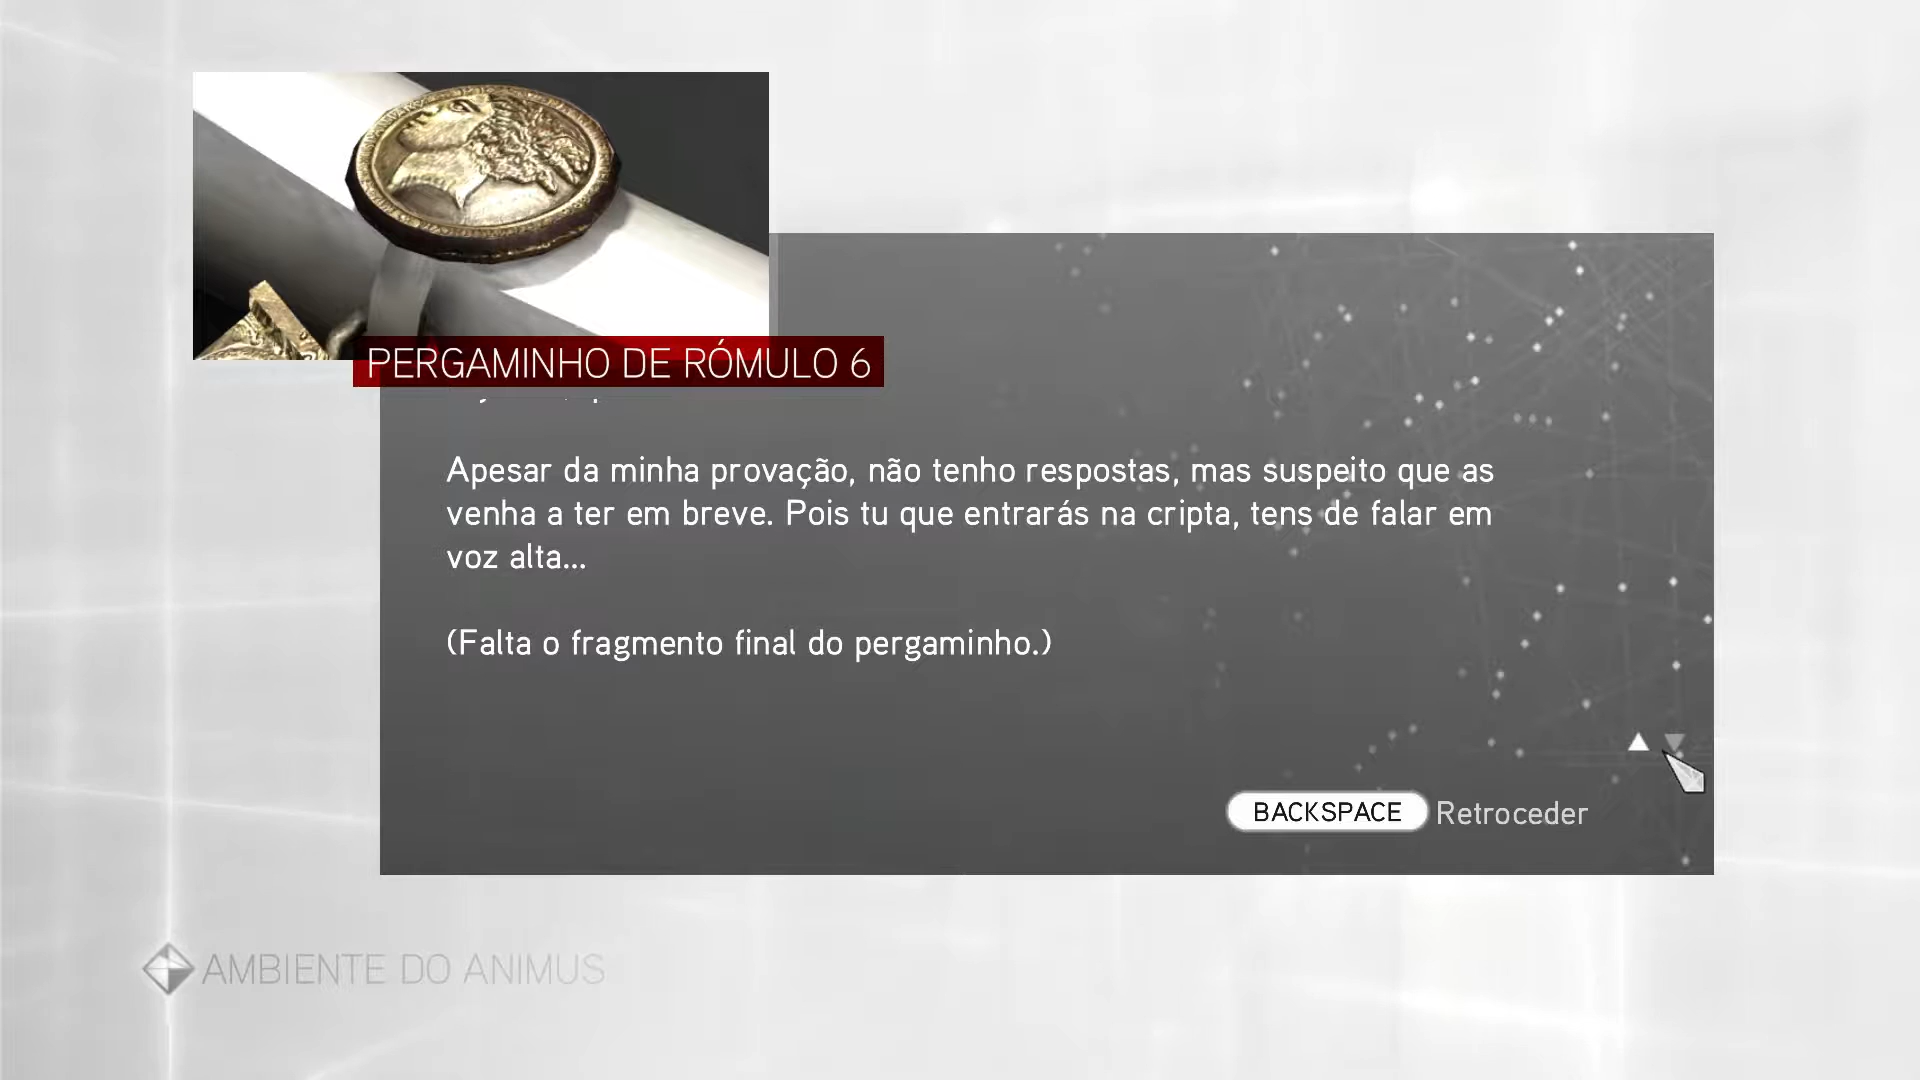 PERGAMINHO DE RÓMULO 6
Apesar da minha provação, não tenho respostas, mas suspeito que as
venha a ter em breve. Pois tu que entrarás na cripta, tens de falar em
voz alta...
(Falta o fragmento final do pergaminho.)
BACKSPACE Retroceder
AMBIENTE DO ANIMUS